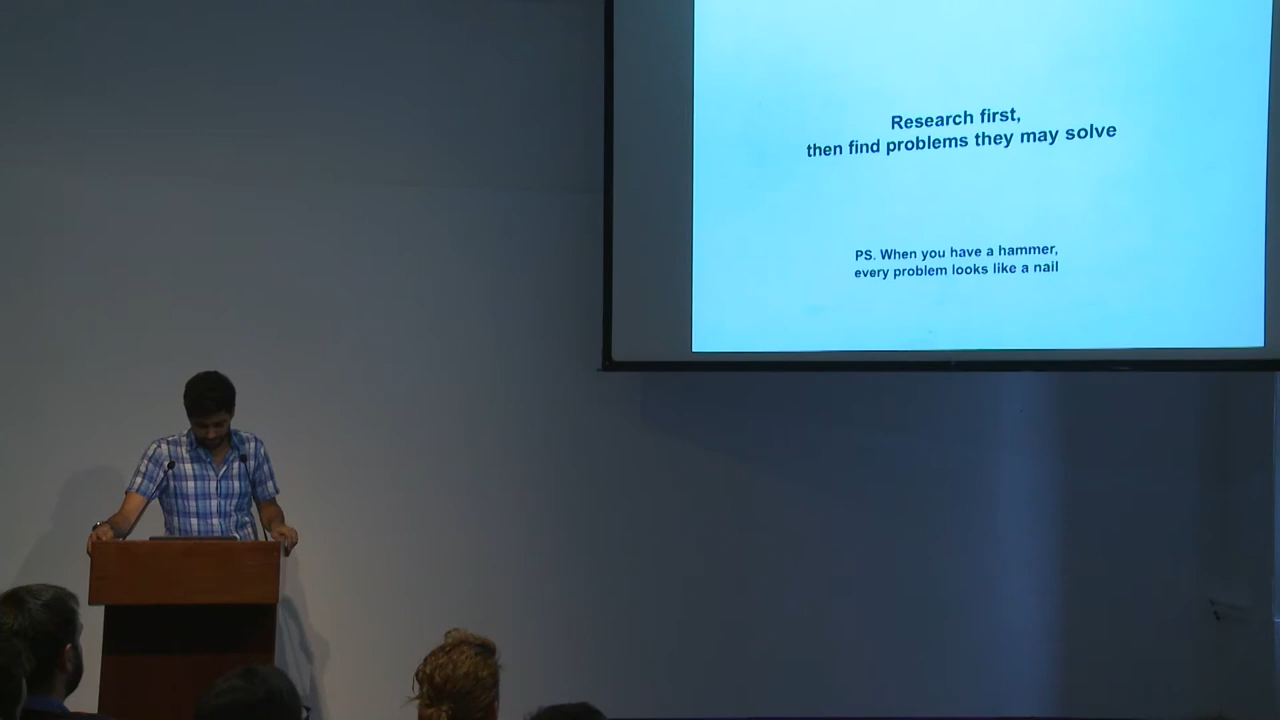 Research first,
then find problems they may solve
PS. When you have a hammer,
every problem looks like a nail